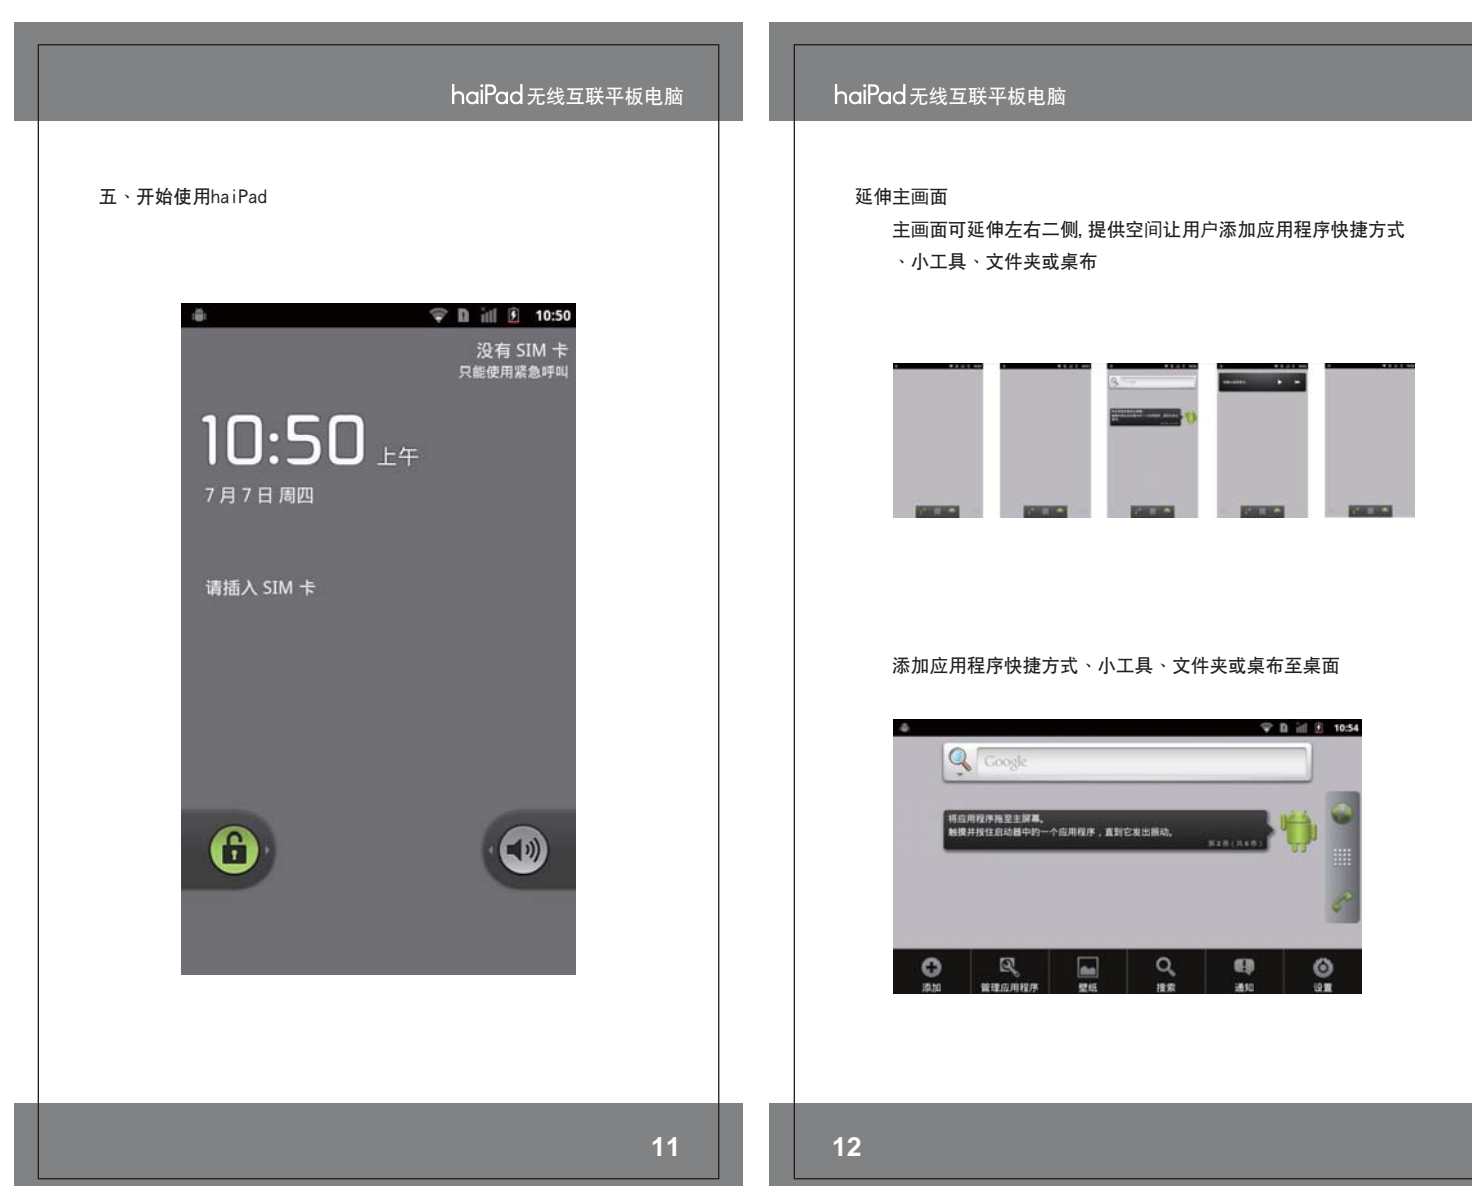 haiPad无线互联平板电脑
五、开始使用haiPad
10:50
没有 SIM 卡
只能使用紧急呼叫
10:50 上午
7 月 7 日 周四
请插入 SIM 卡
11
haiPad无线互联平板电脑
延伸主画面
主画面可延伸左右二侧, 提供空间让用户添加应用程序快捷方式
、小工具、文件夹或桌布
添加应用程序快捷方式、小工具、文件夹或桌布至桌面
10:54
Google
将应用程序拖至主屏幕。
触摸并按住启动器中的一个应用程序，直到它发出振动。
第 2 条 ( 共 6 条 )
添加 管理应用程序 壁纸 搜索 通知 设置
12